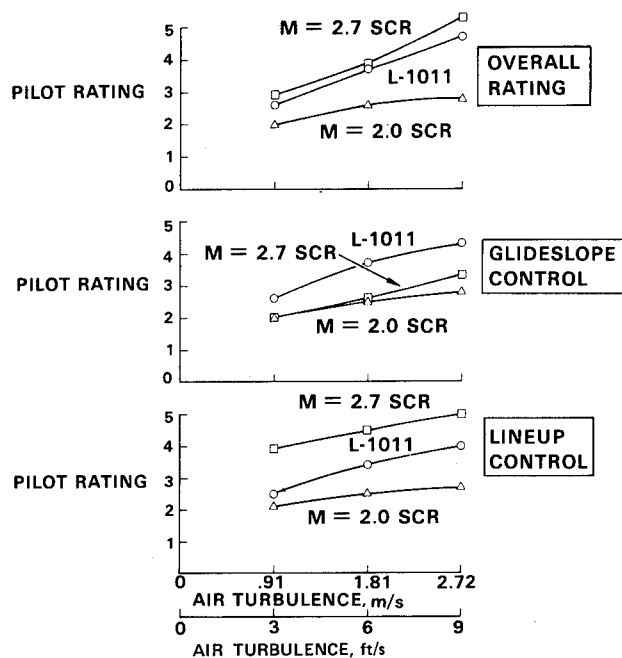 5
4
3
2
1
0
PILOT RATING
M = 2.7 SCR
L-1011
M = 2.0 SCR
OVERALL
RATING
5
4
3
2
1
0
PILOT RATING
L-1011
M = 2.7 SCR
M = 2.0 SCR
GLIDESLOPE
CONTROL
5
4
3
2
1
PILOT RATING
M = 2.7 SCR
L-1011
M = 2.0 SCR
LINEUP
CONTROL
0 .91 1.81 2.72
AIR TURBULENCE, m/s
0 3 6 9
AIR TURBULENCE, ft/s